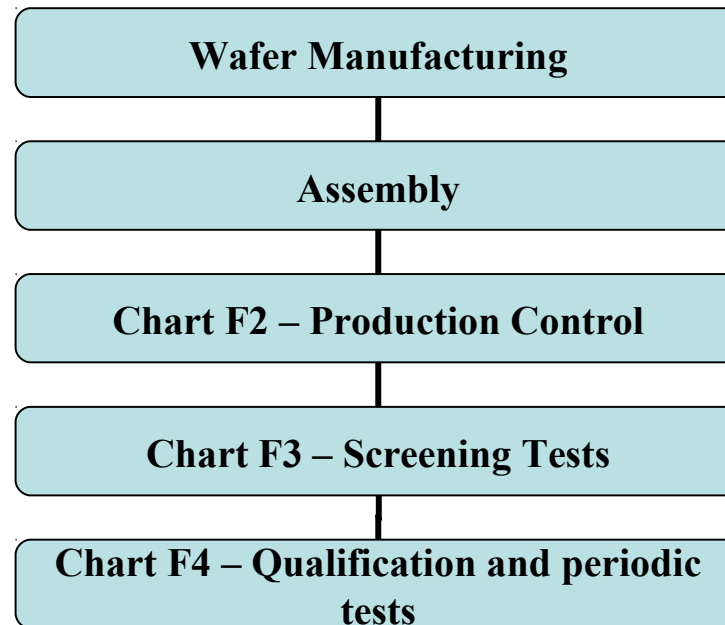 Wafer Manufacturing
Assembly
Chart F2 – Production Control
Chart F3 – Screening Tests
Chart F4 – Qualification and periodic
tests